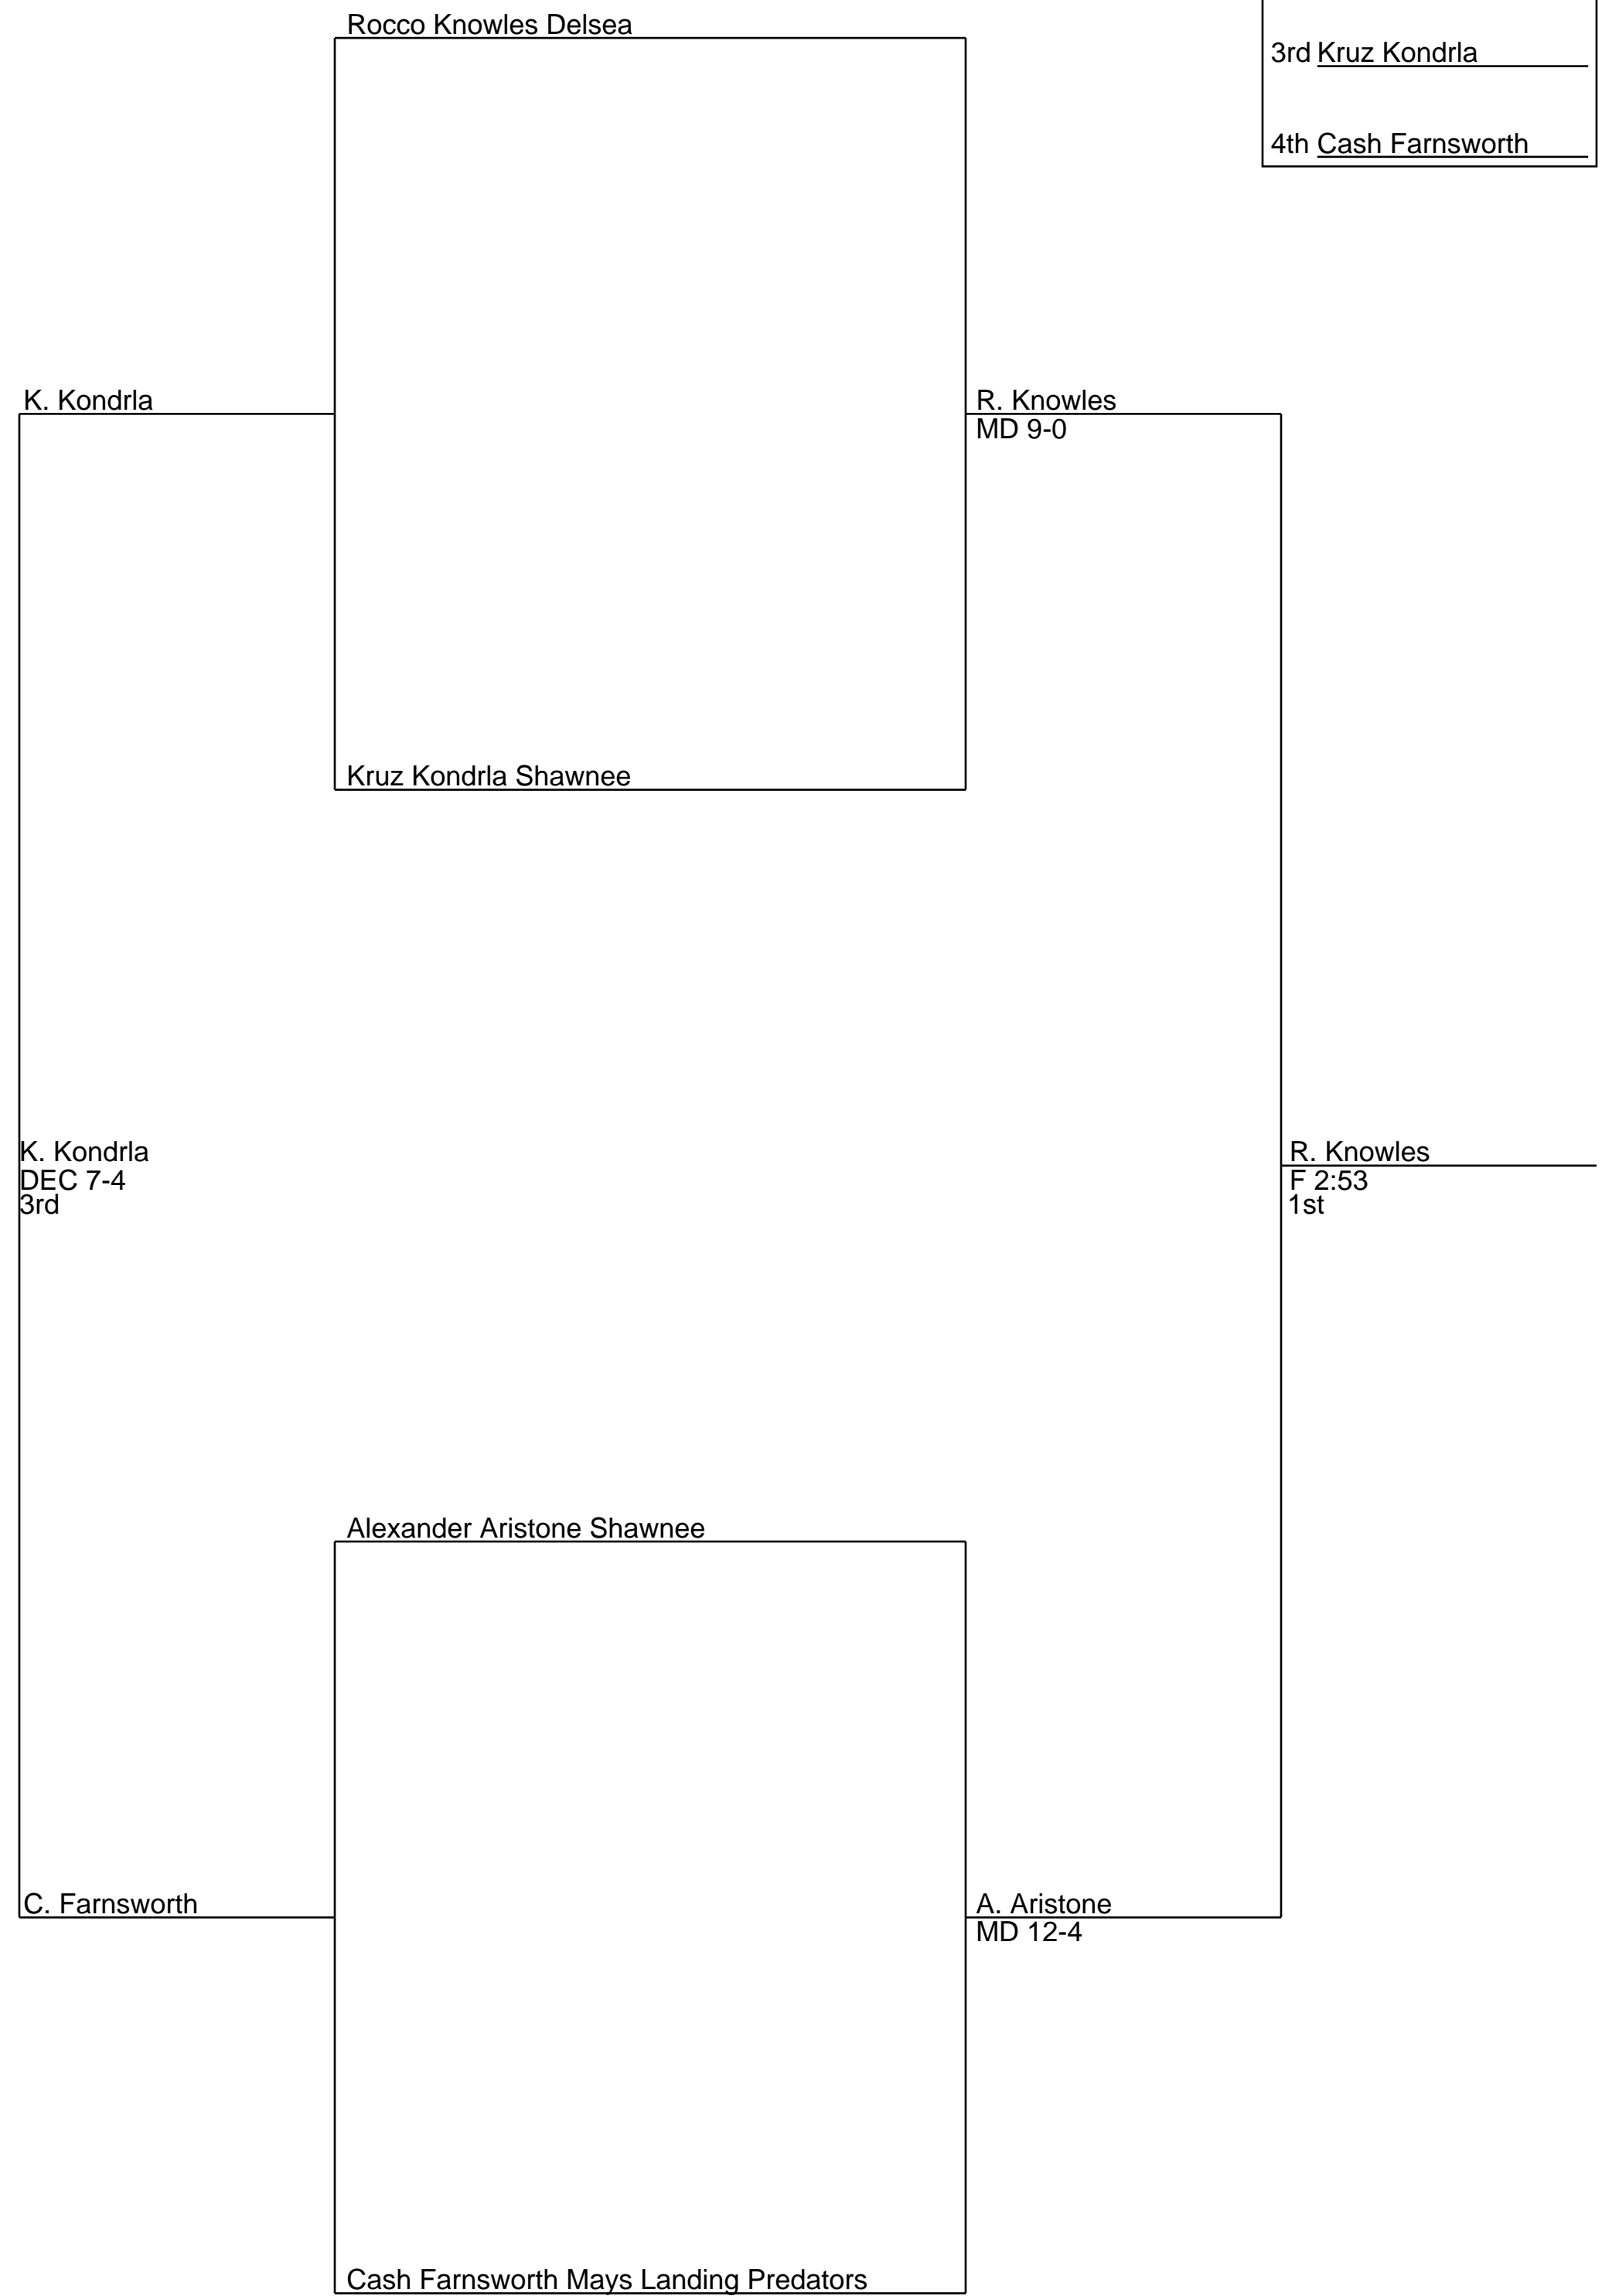 Rocco Knowles Delsea
3rd Kruz Kondrla
4th Cash Farnsworth
K. Kondrla
R. Knowles
MD 9-0
Kruz Kondrla Shawnee
K. Kondrla
DEC 7-4
3rd
R. Knowles
F 2:53
1st
Alexander Aristone Shawnee
C. Farnsworth
A. Aristone
MD 12-4
Cash Farnsworth Mays Landing Predators